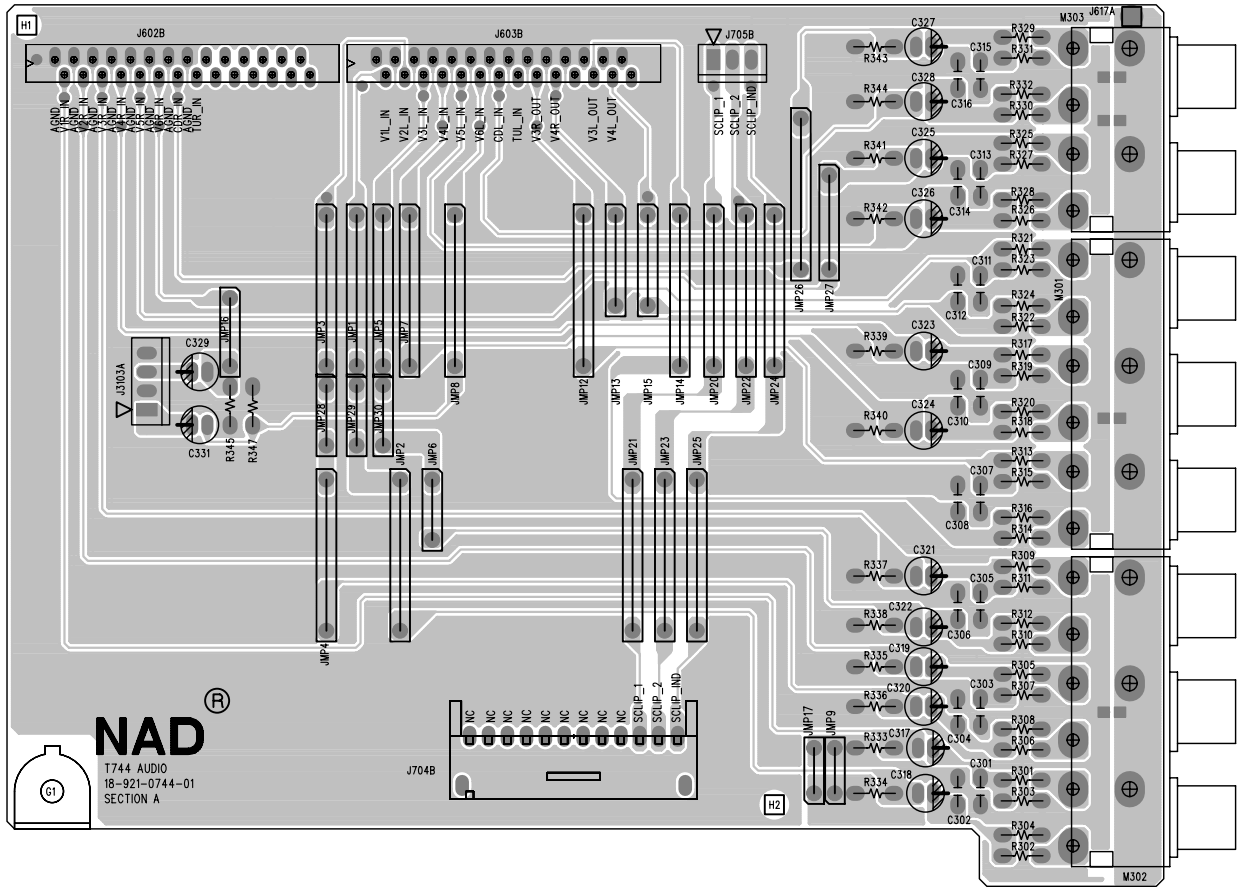 H1
J602B
J603B
J705B
C327
M303
J617A
R329
C315
R331
R343
C328
R332
R344
C316
R330
AGND
V1R_IN
AGND
V2R_IN
AGND
V3R_IN
AGND
V4R_IN
AGND
V5R_IN
AGND
V6R_IN
AGND
CDR_IN
AGND
TUR_IN
V1L_IN
V2L_IN
V3L_IN
V4L_IN
V5L_IN
V6L_IN
CDL_IN
TUL_IN
V3R_OUT
V4R_OUT
V3L_OUT
V4L_OUT
SCLIP_1
SCLIP_2
SCLIP_IND
C325
R325
R341
C313
R327
C326
R328
R342
C314
R326
R321
C311
R323
JMP26
JMP27
M301
R324
C312
R322
JMP16
JMP3
JMP1
JMP5
JMP7
C323
R339
R317
C329
C309
R319
J3103A
JMP8
JMP12
JMP13
JMP15
JMP14
JMP20
JMP22
JMP24
C324
R320
R340
C310
R318
JMP28
JMP29
JMP30
C331
R345
R347
JMP2
JMP6
JMP21
JMP23
JMP25
R313
C307
R315
R316
C308
R314
C321
R309
R337
C305
R311
C322
R312
R338
C306
R310
C319
R335
R305
JMP4
C320
C303
R307
R336
SCLIP_1
SCLIP_2
SCLIP_IND
NC
NC
NC
NC
NC
NC
NC
NC
NC
JMP17
JMP9
R308
C317
C304
R333
R306
®
NAD
T744 AUDIO
18-921-0744-01
SECTION A
J704B
C318
C301
R301
R334
R303
G1
H2
C302
R304
R302
M302